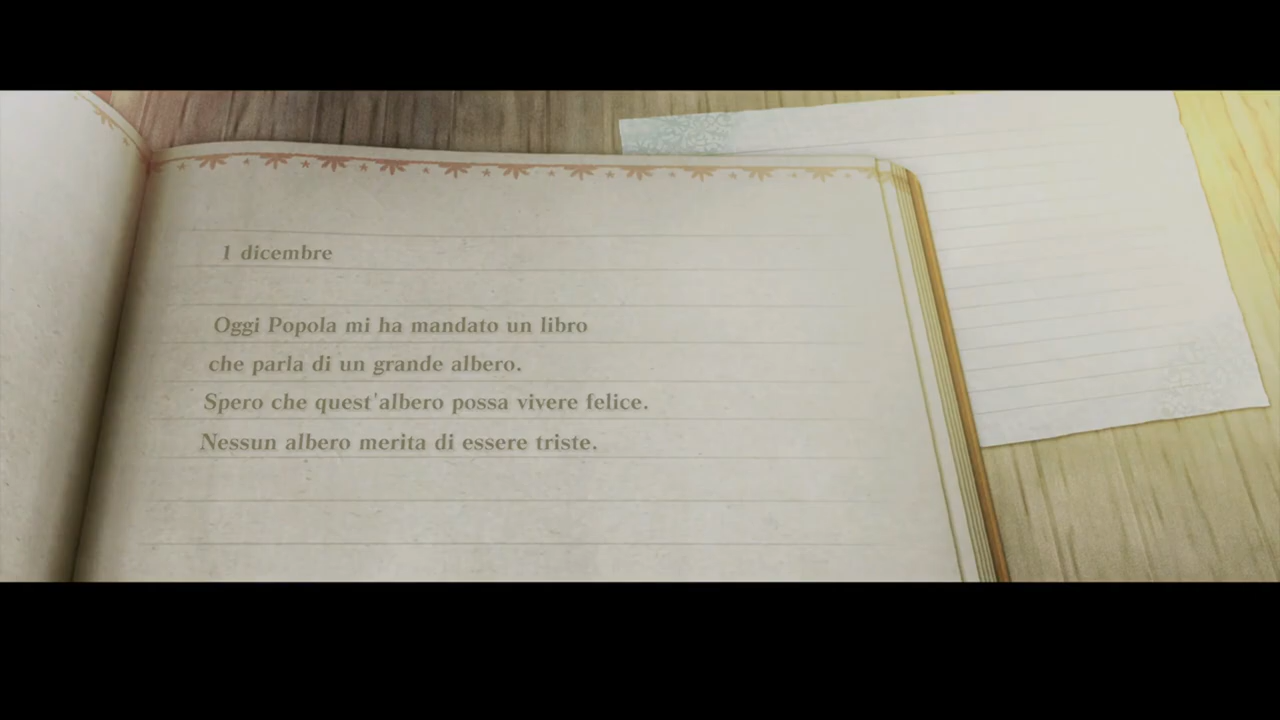 1 dicembre
Oggi Popola mi ha mandato un libro
che parla di un grande albero.
Spero che quest'albero possa vivere felice.
Nessun albero merita di essere triste.